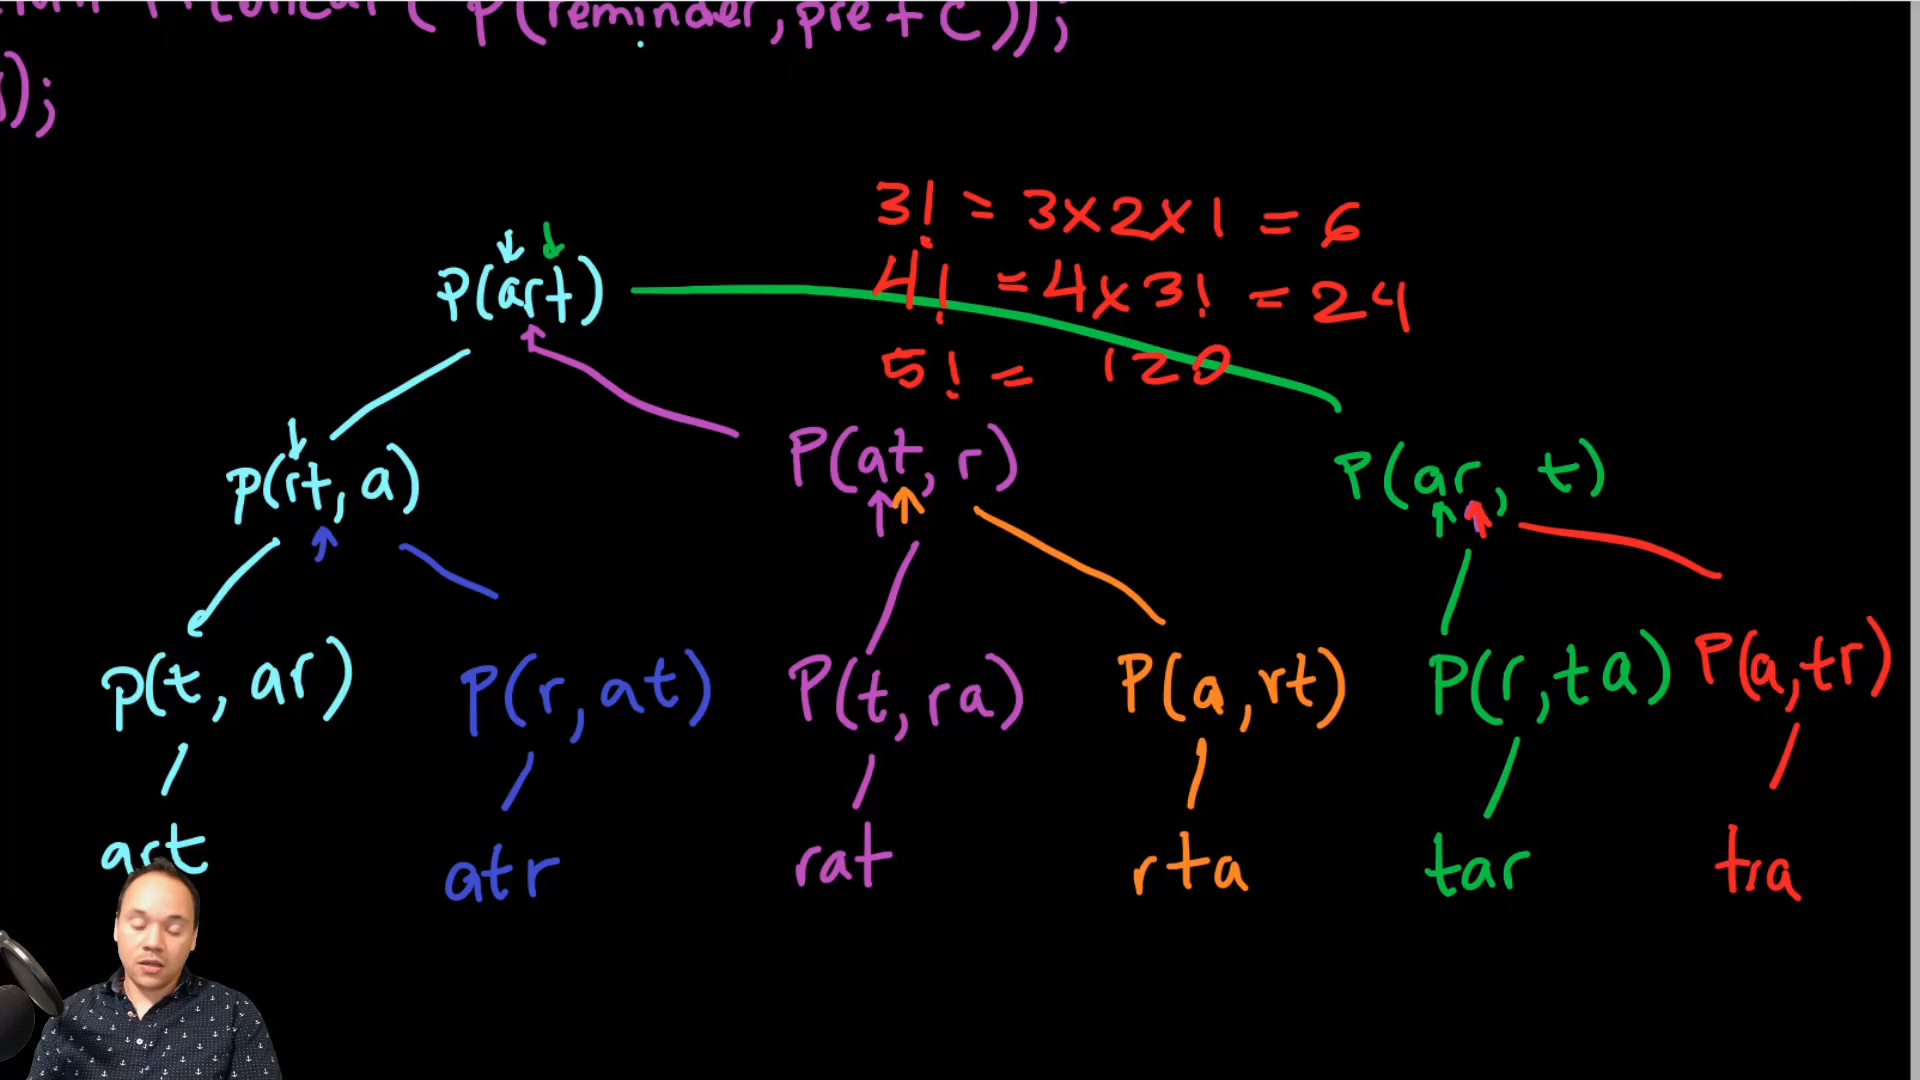 concat ( P(reminder, pre + C));
);
3! = 3x2x1 = 6
4! = 4x3! = 24
5! = 120
P(art)
P(rt, a) P(at, r) P(ar, t)
P(t, ar) P(r, at) P(t, ra) P(a, rt) P(r, ta) P(a, tr)
art atr rat rta tar tra